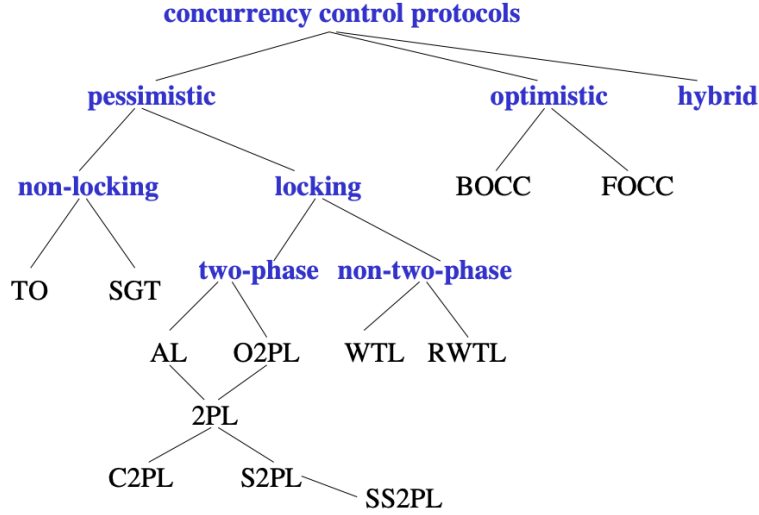 concurrency control protocols
pessimistic optimistic hybrid
non-locking locking BOCC FOCC
two-phase non-two-phase
TO SGT
AL O2PL WTL RWTL
2PL
C2PL S2PL
SS2PL